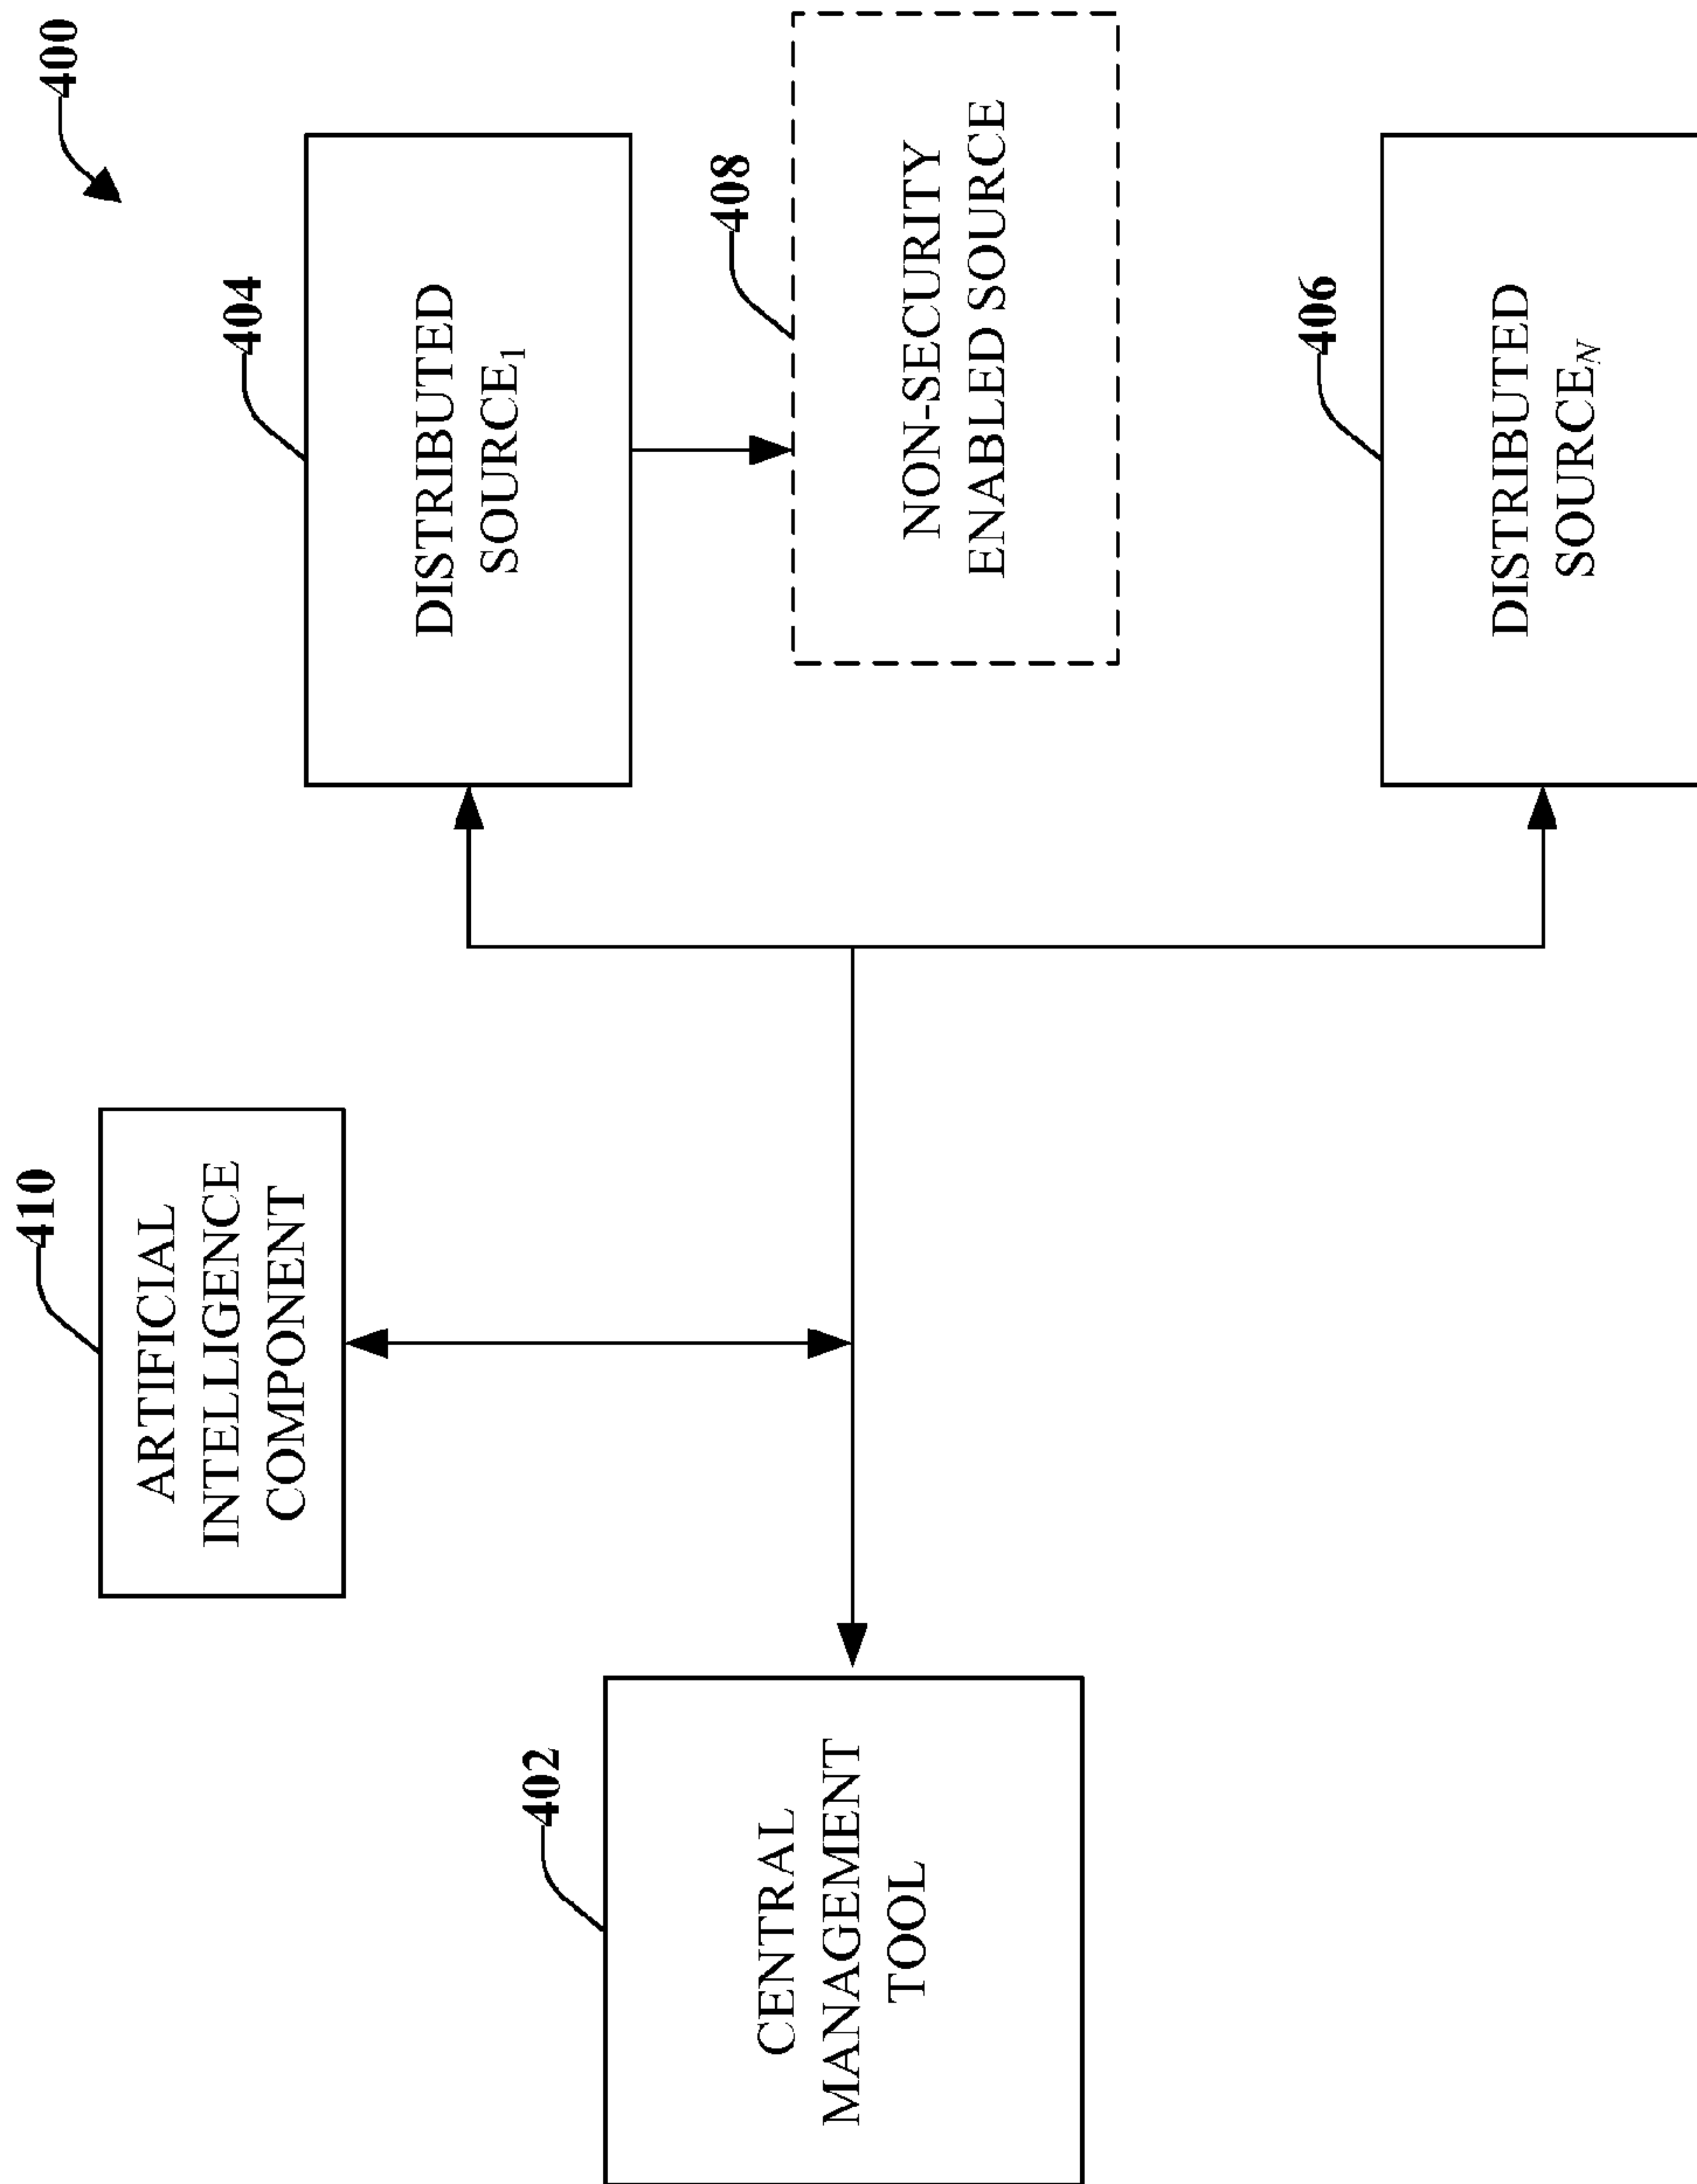 400
410
ARTIFICIAL
INTELLIGENCE
COMPONENT
404
DISTRIBUTED
SOURCE1
402
CENTRAL
MANAGEMENT
TOOL
408
NON-SECURITY
ENABLED SOURCE
406
DISTRIBUTED
SOURCEN